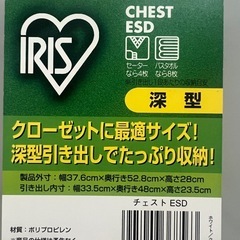 CHEST
ESD
IRIS
セーター
なら4枚
バスタオル
なら8枚
深型
クローゼットに最適サイズ!
深型引き出しでたっぷり収納!
製品外寸:幅37.6cm×奥行き52.8cm×高さ28cm
引き出し内寸:幅33.5cm×奥行き48cm×高さ23.5cm
チェスト ESD
材質:ポリプロピレン